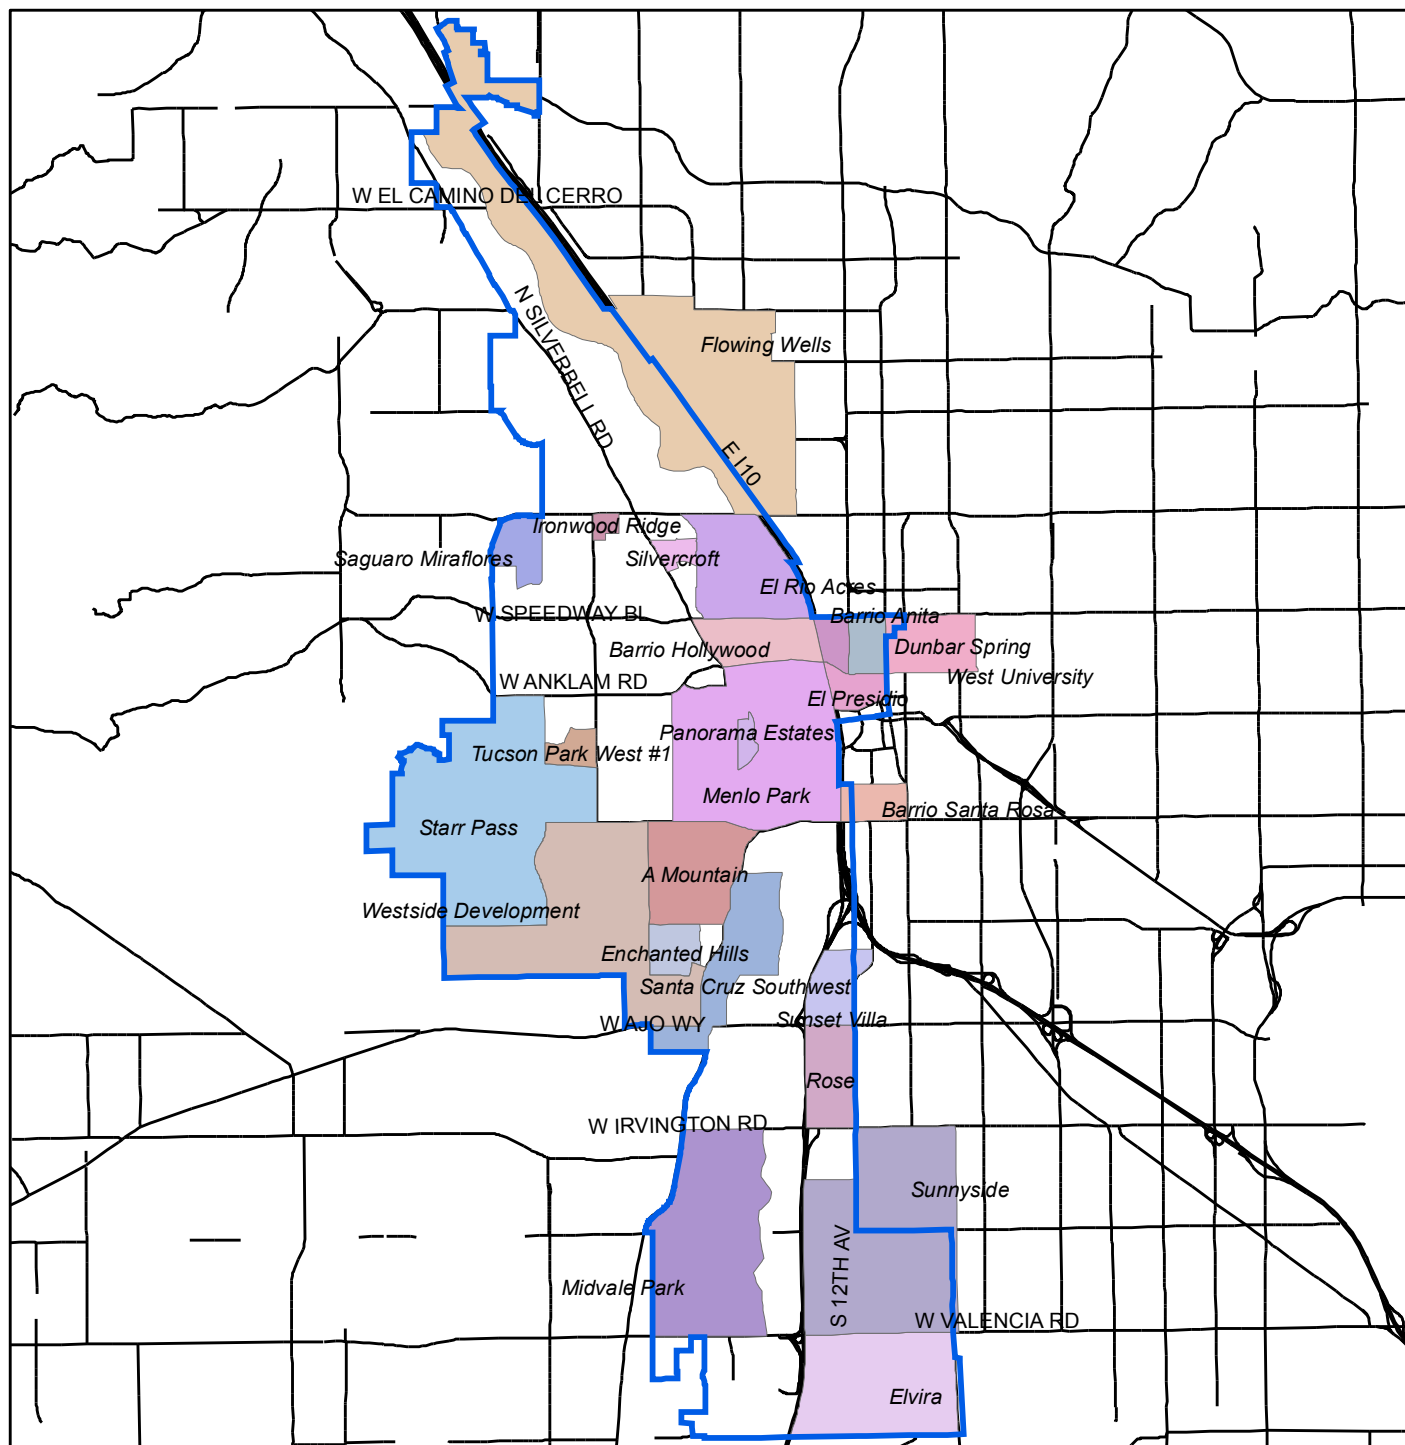 W EL CAMINO DEL CERRO
N SILVERBELL RD
Flowing Wells
E I10
Ironwood Ridge
Saguaro Miraflores
Silvercroft
El Rio Acres
W SPEEDWAY BL
Barrio Anita
Barrio Hollywood
Dunbar Spring
West University
W ANKLAM RD
El Presidio
Panorama Estates
Tucson Park West #1
Menlo Park
Barrio Santa Rosa
Starr Pass
A Mountain
Westside Development
Enchanted Hills
Santa Cruz Southwest
Sunset Villa
W AJO WY
Rose
W IRVINGTON RD
Sunnyside
S 12TH AV
Midvale Park
W VALENCIA RD
Elvira